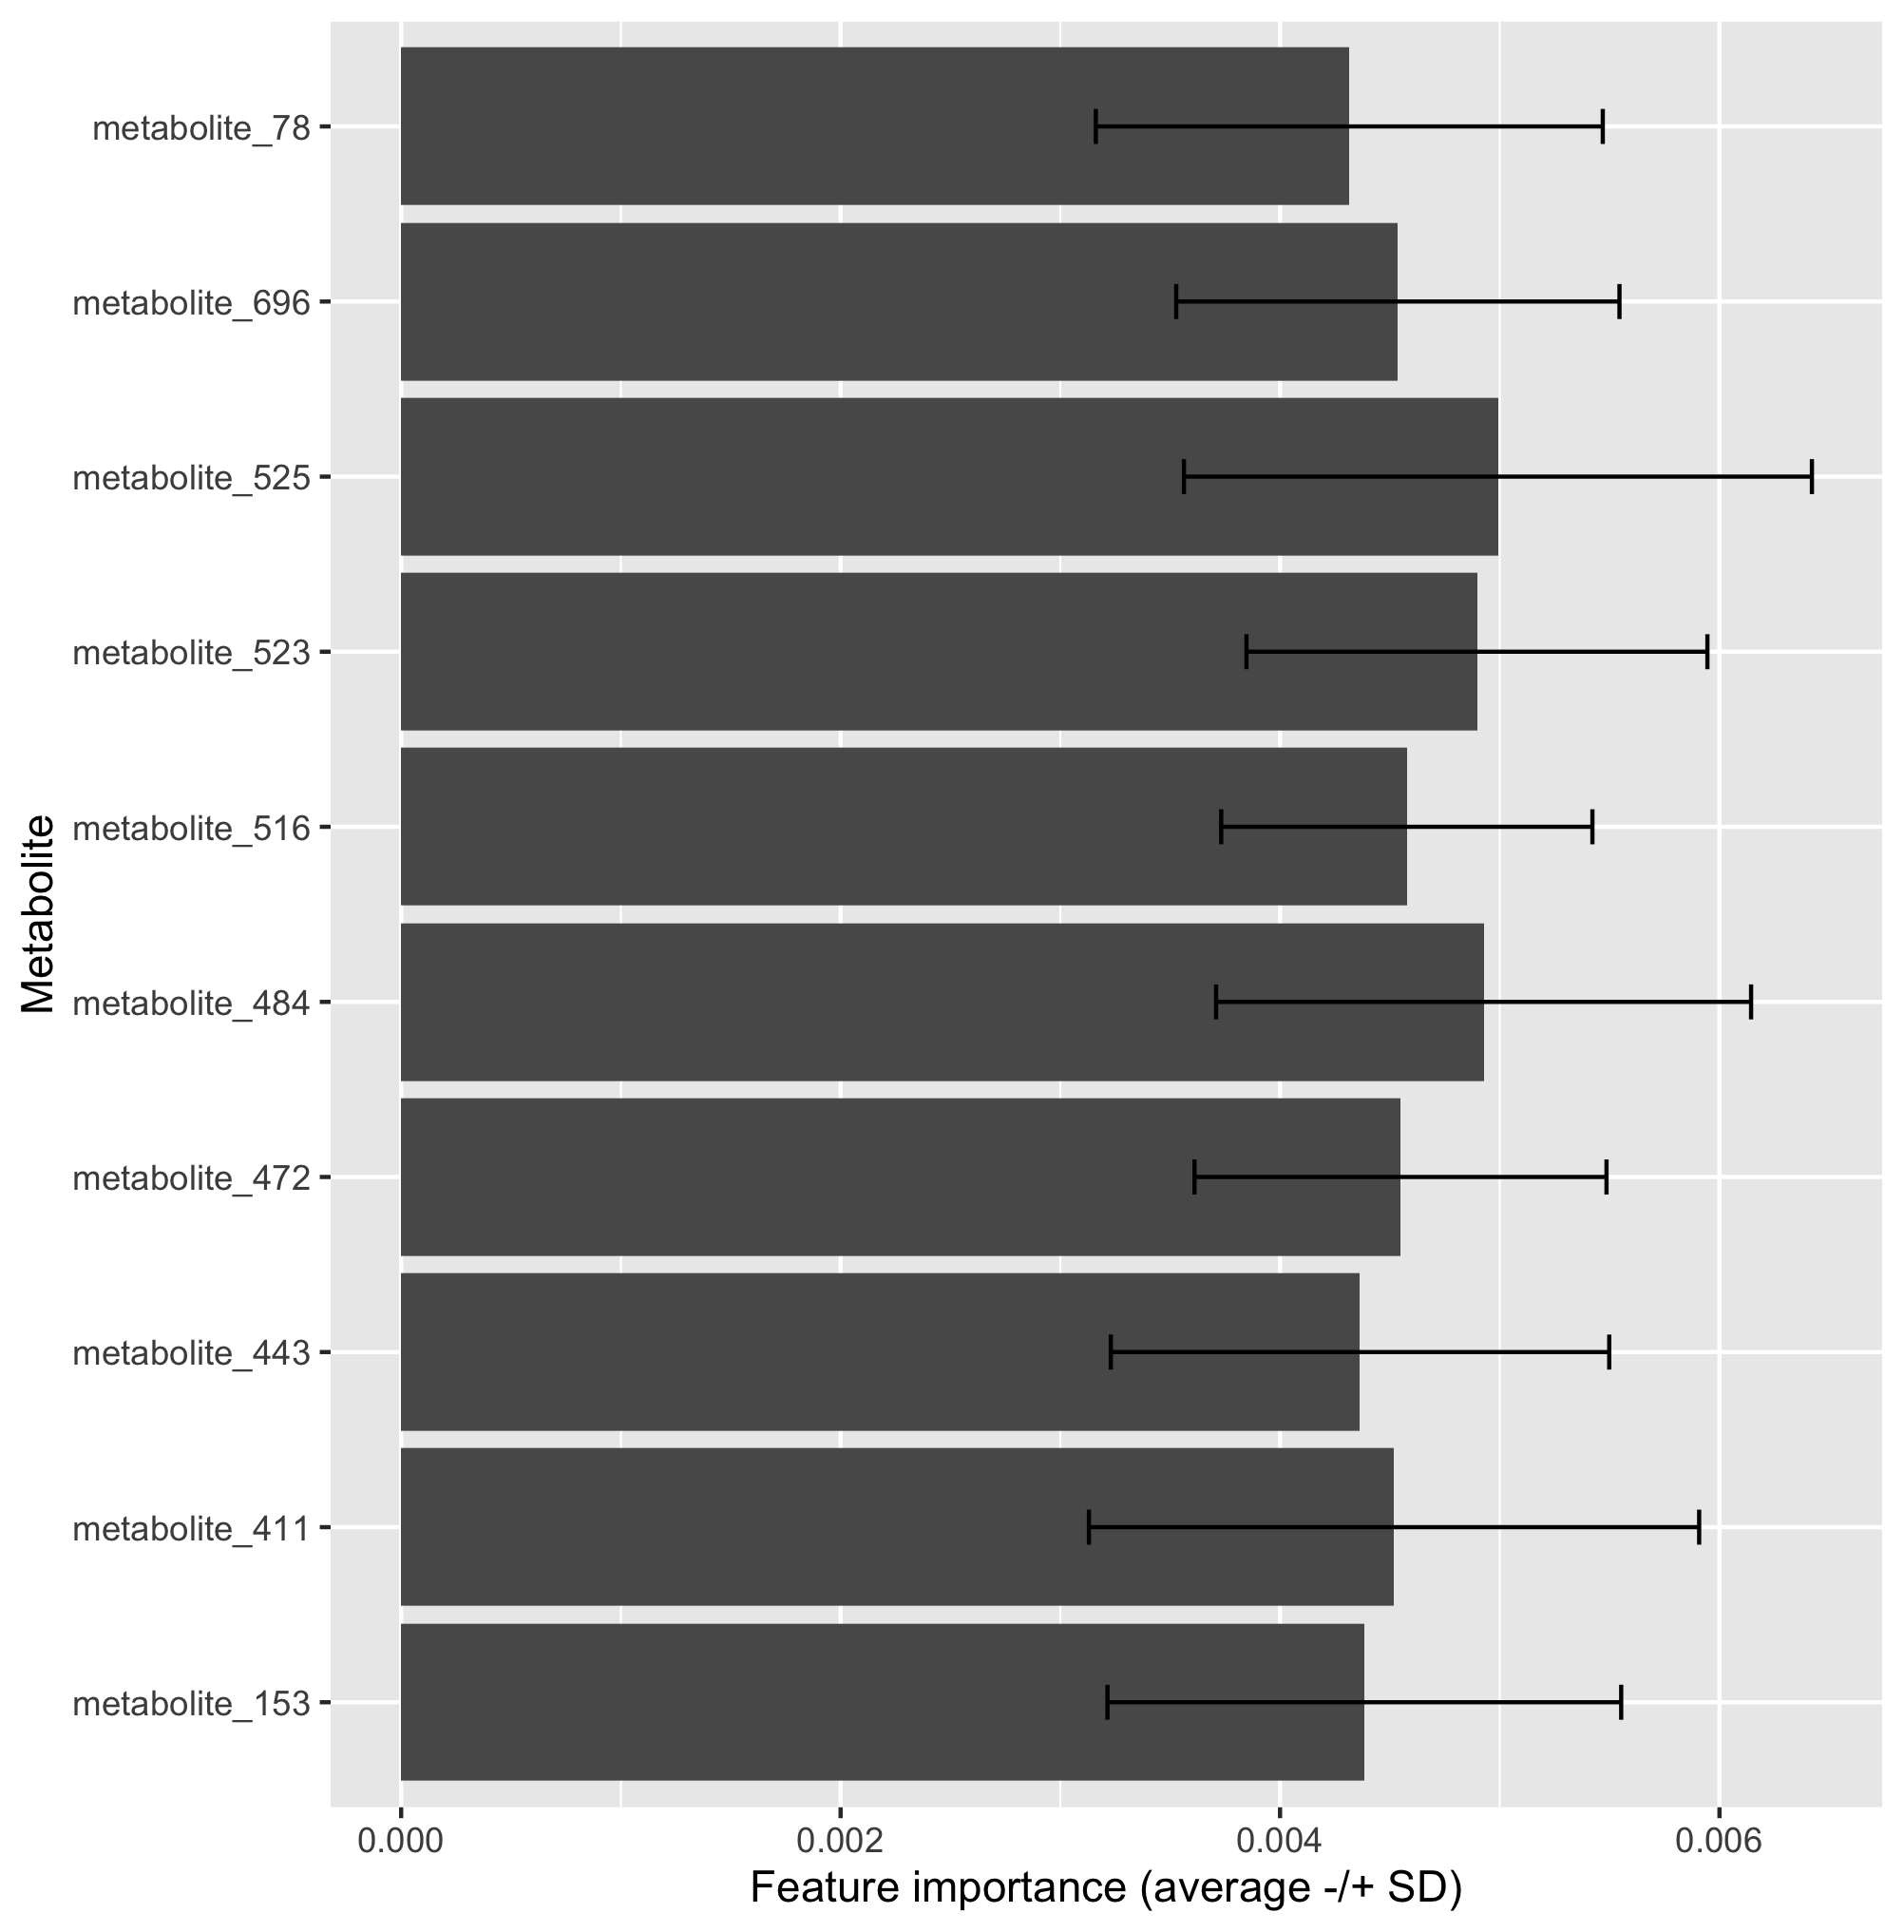 metabolite_78
metabolite_696
metabolite_525
metabolite_523
metabolite_516
Metabolite
metabolite_484
metabolite_472
metabolite_443
metabolite_411
metabolite_153
0.000 0.002 0.004 0.006
Feature importance (average -/+ SD)